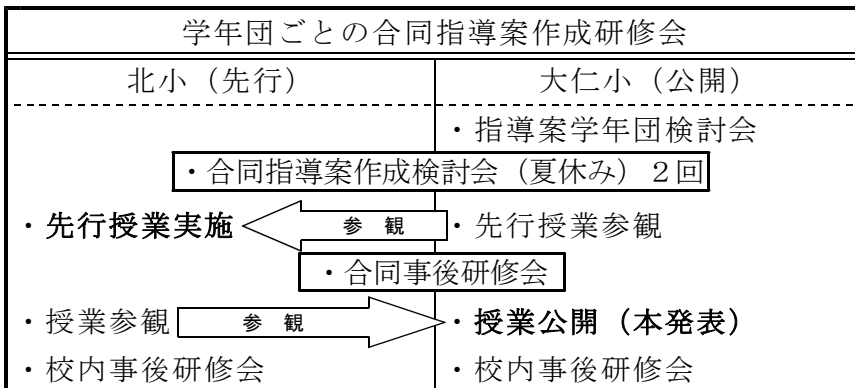 学年団ごとの合同指導案作成研修会
北小（先行） 大仁小（公開）
・指導案学年団検討会
・合同指導案作成検討会（夏休み）２回
・先行授業実施 参 観 ・先行授業参観
・合同事後研修会
・授業参観 参 観 ・授業公開（本発表）
・校内事後研修会 ・校内事後研修会